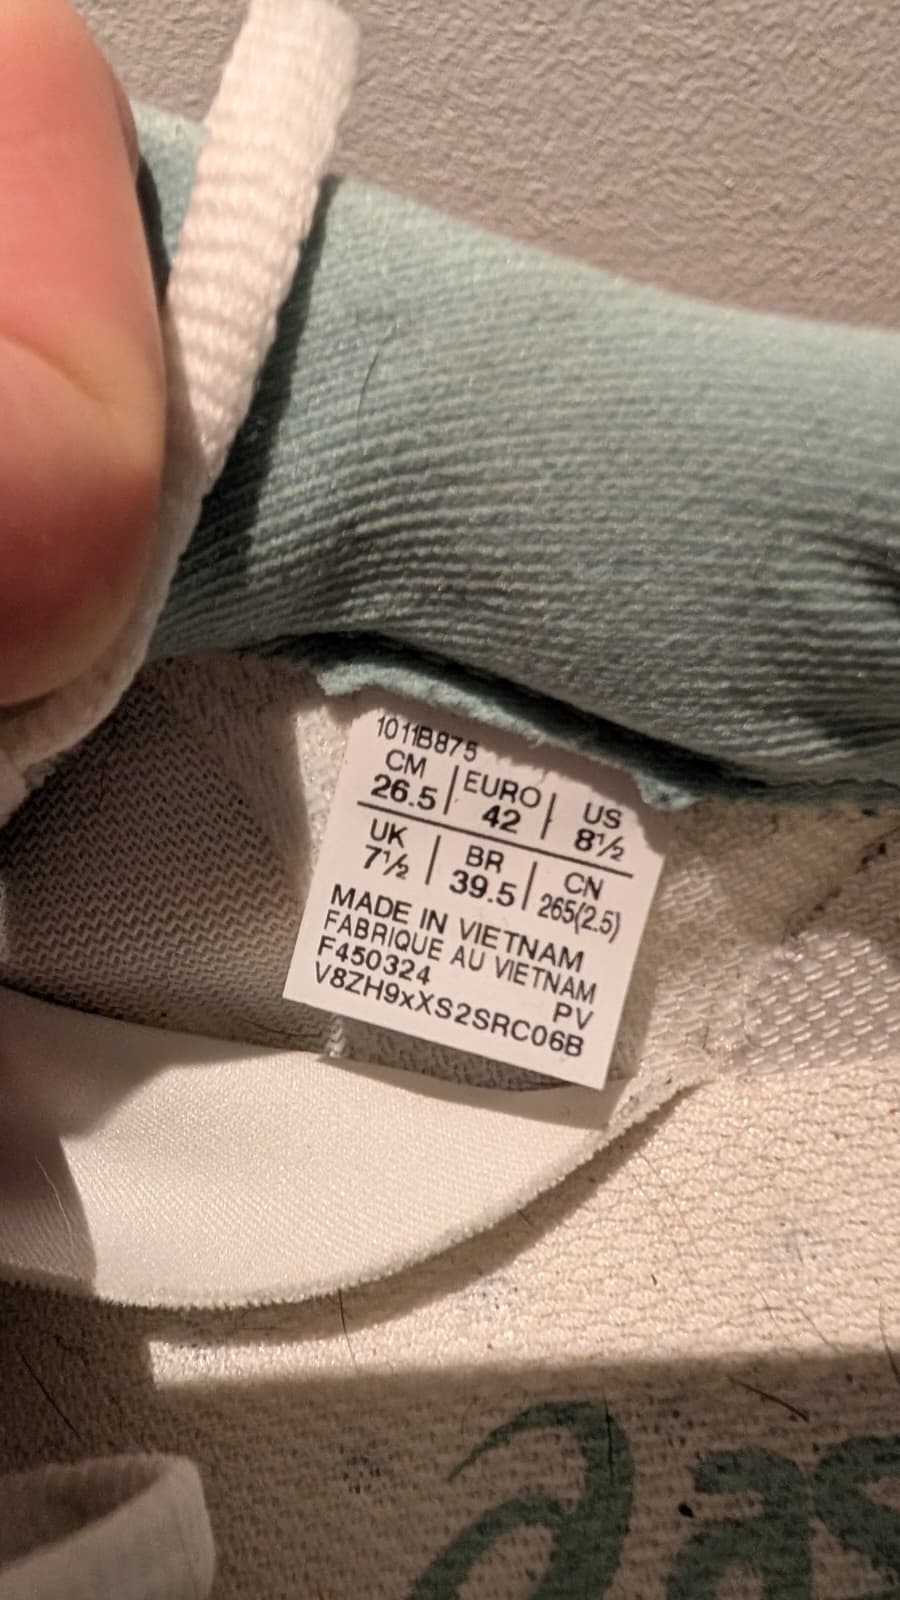 1011B875
CM EURO US
26.5 42 8½
UK BR CN
7½ 39.5 265(2.5)
MADE IN VIETNAM
FABRIQUE AU VIETNAM
F450324 PV
V8ZH9xXS2SRC06B